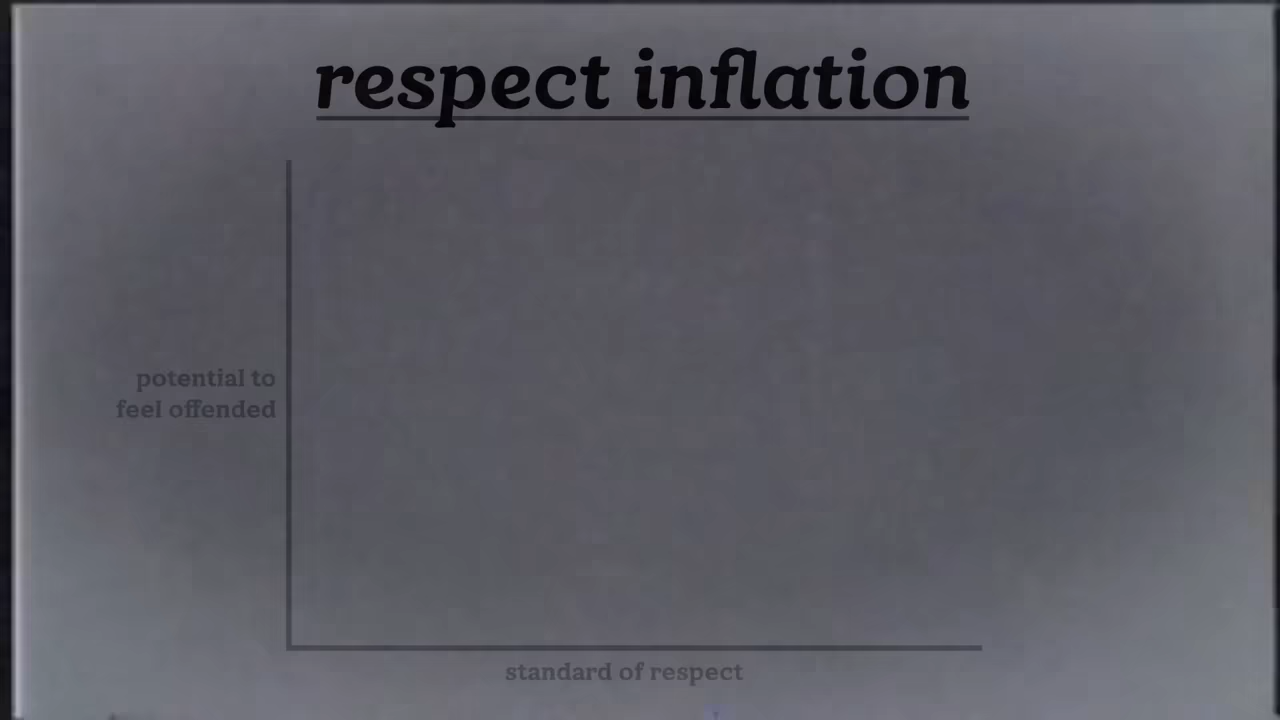 respect inflation
potential to
feel offended
standard of respect